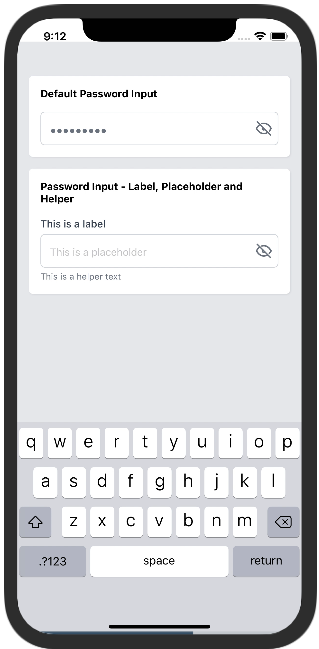 9:12
Default Password Input
•••••••••
Password Input - Label, Placeholder and
Helper
This is a label
This is a placeholder
This is a helper text
q w e r t y u i o p
a s d f g h j k l
z x c v b n m
.?123 space return